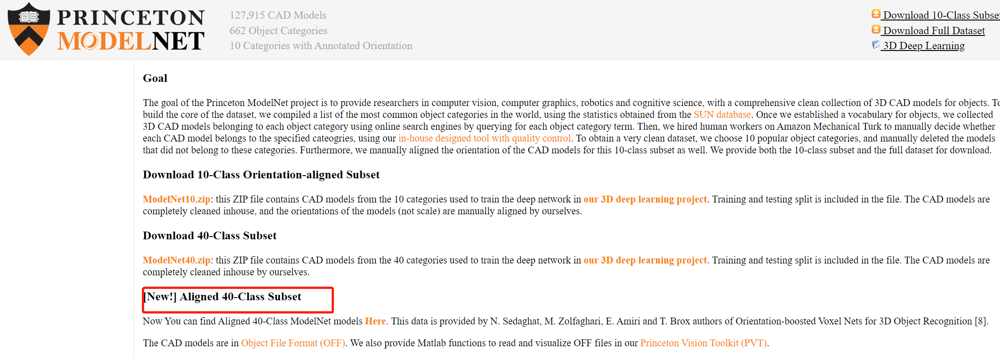 PRINCETON
MODELNET
VET TES EN NOV TAM TVM
127,915 CAD Models
662 Object Categories
10 Categories with Annotated Orientation
Download 10-Class Subset
Download Full Dataset
3D Deep Learning
Goal
The goal of the Princeton ModelNet project is to provide researchers in computer vision, computer graphics, robotics and cognitive science, with a comprehensive clean collection of 3D CAD models for objects. To
build the core of the dataset, we compiled a list of the most common object categories in the world, using the statistics obtained from the SUN database. Once we established a vocabulary for objects, we collected
3D CAD models belonging to each object category using online search engines by querying for each object category term. Then, we hired human workers on Amazon Mechanical Turk to manually decide whether
each CAD model belongs to the specified cateogries, using our in-house designed tool with quality control. To obtain a very clean dataset, we choose 10 popular object categories, and manually deleted the models
that did not belong to these categories. Furthermore, we manually aligned the orientation of the CAD models for this 10-class subset as well. We provide both the 10-class subset and the full dataset for download.
Download 10-Class Orientation-aligned Subset
ModelNet10.zip: this ZIP file contains CAD models from the 10 categories used to train the deep network in our 3D deep learning project. Training and testing split is included in the file. The CAD models are
completely cleaned inhouse, and the orientations of the models (not scale) are manually aligned by ourselves.
Download 40-Class Subset
ModelNet40.zip: this ZIP file contains CAD models from the 40 categories used to train the deep network in our 3D deep learning project. Training and testing split is included in the file. The CAD models are
completely cleaned inhouse by ourselves.
[New!] Aligned 40-Class Subset
Now You can find Aligned 40-Class ModelNet models Here. This data is provided by N. Sedaghat, M. Zolfaghari, E. Amiri and T. Brox authors of Orientation-boosted Voxel Nets for 3D Object Recognition [8].
The CAD models are in Object File Format (OFF). We also provide Matlab functions to read and visualize OFF files in our Princeton Vision Toolkit (PVT).